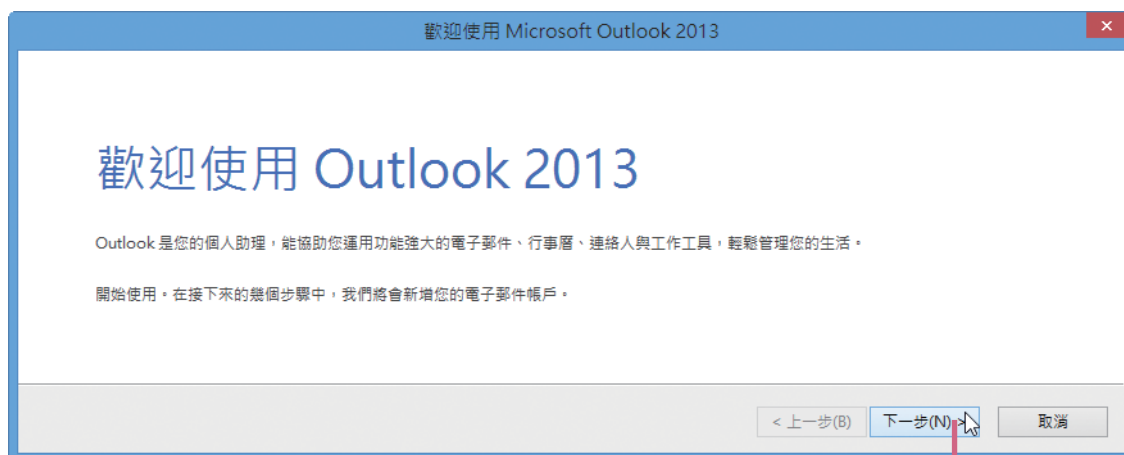 歡迎使用 Microsoft Outlook 2013
歡迎使用 Outlook 2013
Outlook 是您的個人助理，能協助您運用功能強大的電子郵件、行事曆、連絡人與工作工具，輕鬆管理您的生活。
開始使用。在接下來的幾個步驟中，我們將會新增您的電子郵件帳戶。
< 上一步(B) 下一步(N) > 取消